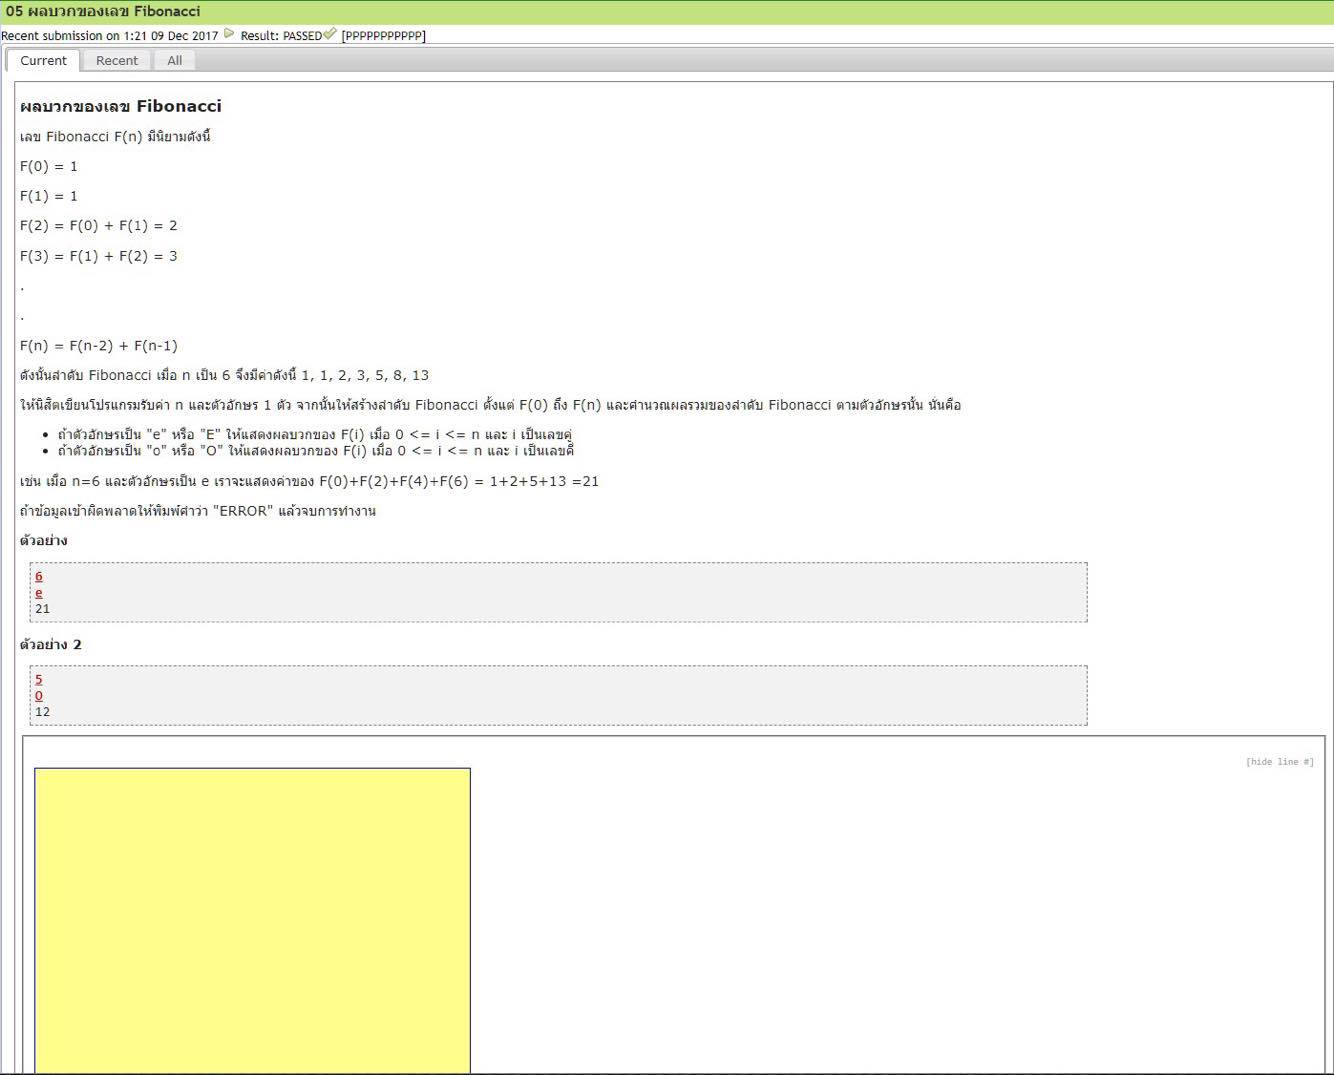 05 ผลบวกของเลข Fibonacci
Recent submission on 1:21 09 Dec 2017 Result: PASSED [PPPPPPPPPPP]
Current Recent All
ผลบวกของเลข Fibonacci
เลข Fibonacci F(n) มีนิยามดังนี้
F(0) = 1
F(1) = 1
F(2) = F(0) + F(1) = 2
F(3) = F(1) + F(2) = 3
.
.
F(n) = F(n-2) + F(n-1)
ดังนั้นลำดับ Fibonacci เมื่อ n เป็น 6 จึงมีค่าดังนี้ 1, 1, 2, 3, 5, 8, 13
ให้นิสิตเขียนโปรแกรมรับค่า n และตัวอักษร 1 ตัว จากนั้นให้สร้างลำดับ Fibonacci ตั้งแต่ F(0) ถึง F(n) และคำนวณผลรวมของลำดับ Fibonacci ตามตัวอักษรนั้น นั่นคือ
• ถ้าตัวอักษรเป็น "e" หรือ "E" ให้แสดงผลบวกของ F(i) เมื่อ 0 <= i <= n และ i เป็นเลขคู่
• ถ้าตัวอักษรเป็น "o" หรือ "O" ให้แสดงผลบวกของ F(i) เมื่อ 0 <= i <= n และ i เป็นเลขคี่
เช่น เมื่อ n=6 และตัวอักษรเป็น e เราจะแสดงค่าของ F(0)+F(2)+F(4)+F(6) = 1+2+5+13 =21
ถ้าข้อมูลเข้าผิดพลาดให้พิมพ์คำว่า "ERROR" แล้วจบการทำงาน
ตัวอย่าง
6
e
21
ตัวอย่าง 2
5
O
12
[hide line #]